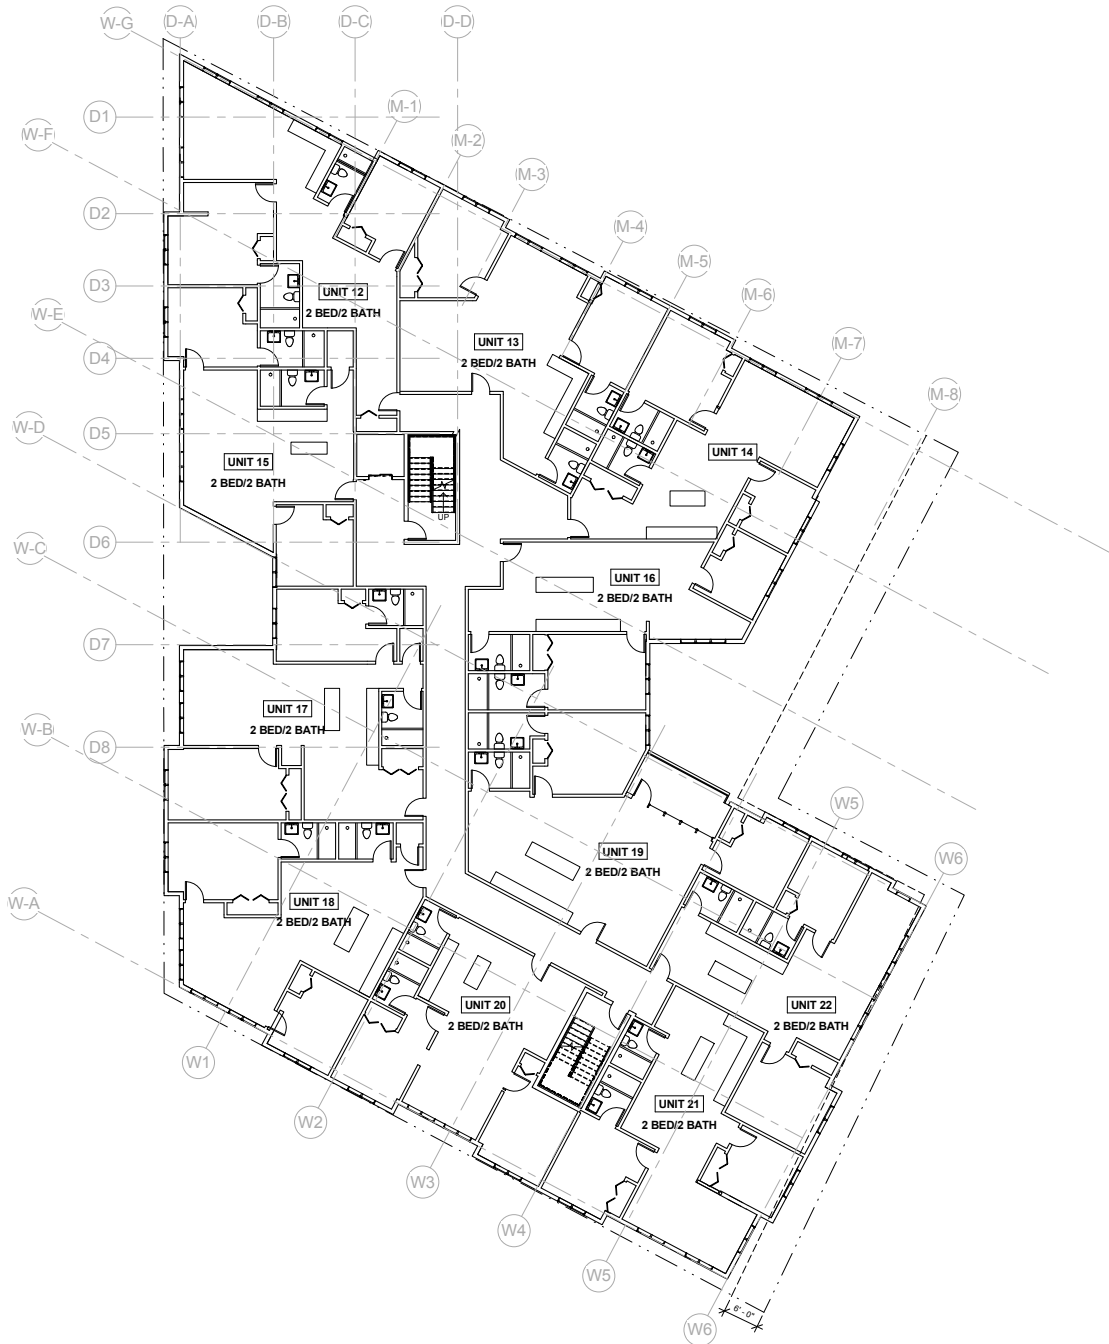 W-G
D-A
D-B
D-C
D-D
D1
M-1
W-F
M-2
M-3
D2
M-4
M-5
M-6
D3
UNIT 12
2 BED/2 BATH
W-E
UNIT 13
2 BED/2 BATH
M-7
D4
M-8
W-D
D5
UNIT 14
2 BED/2 BATH
UNIT 15
2 BED/2 BATH
UP
W-C
D6
UNIT 16
2 BED/2 BATH
D7
UNIT 17
2 BED/2 BATH
W-B
D8
W5
UNIT 19
2 BED/2 BATH
W6
W-A
UNIT 18
2 BED/2 BATH
UNIT 20
2 BED/2 BATH
UNIT 22
2 BED/2 BATH
W1
UNIT 21
2 BED/2 BATH
W2
W3
W4
W5
6' - 0"
W6